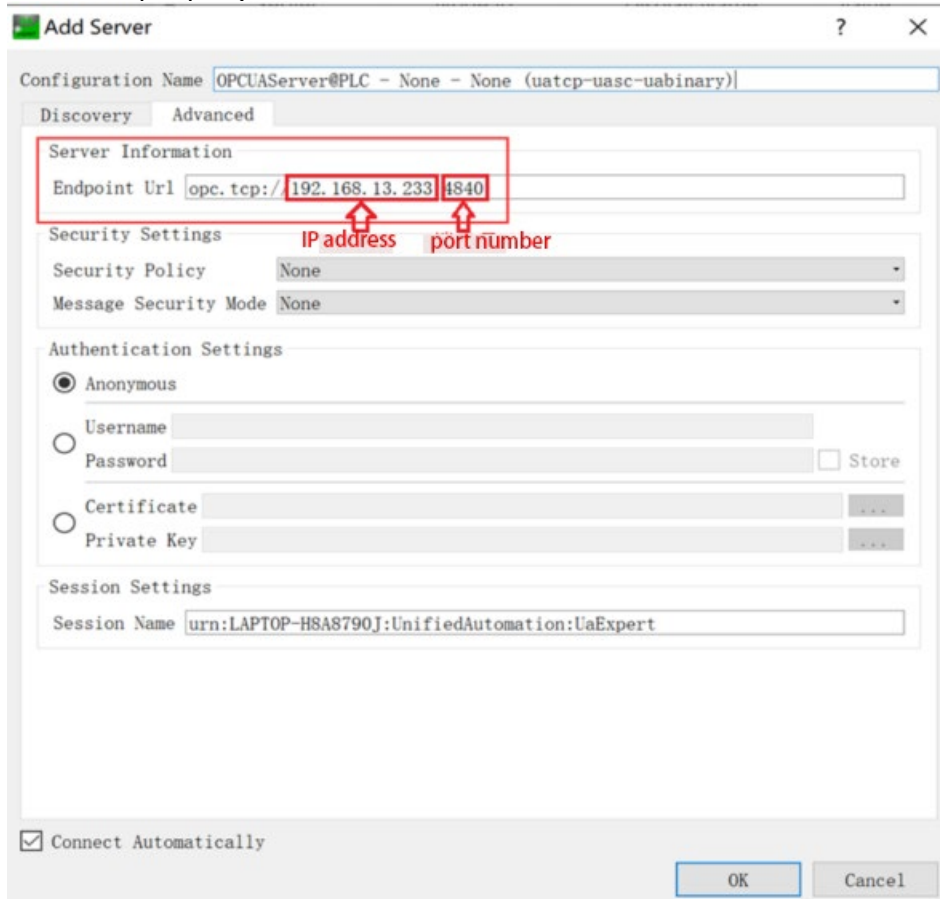 Add Server
?
Configuration Name OPCUAServer@PLC - None - None (uatcp-uasc-uabinary)
Discovery Advanced
Server Information
Endpoint Url opc.tcp://192.168.13.233 4840
IP address port number
Security Settings
Security Policy None
Message Security Mode None
Authentication Settings
Anonymous
Username
Password Store
Certificate ...
Private Key ...
Session Settings
Session Name urn:LAPTOP-H8A8790J:UnifiedAutomation:UaExpert
Connect Automatically
OK Cancel